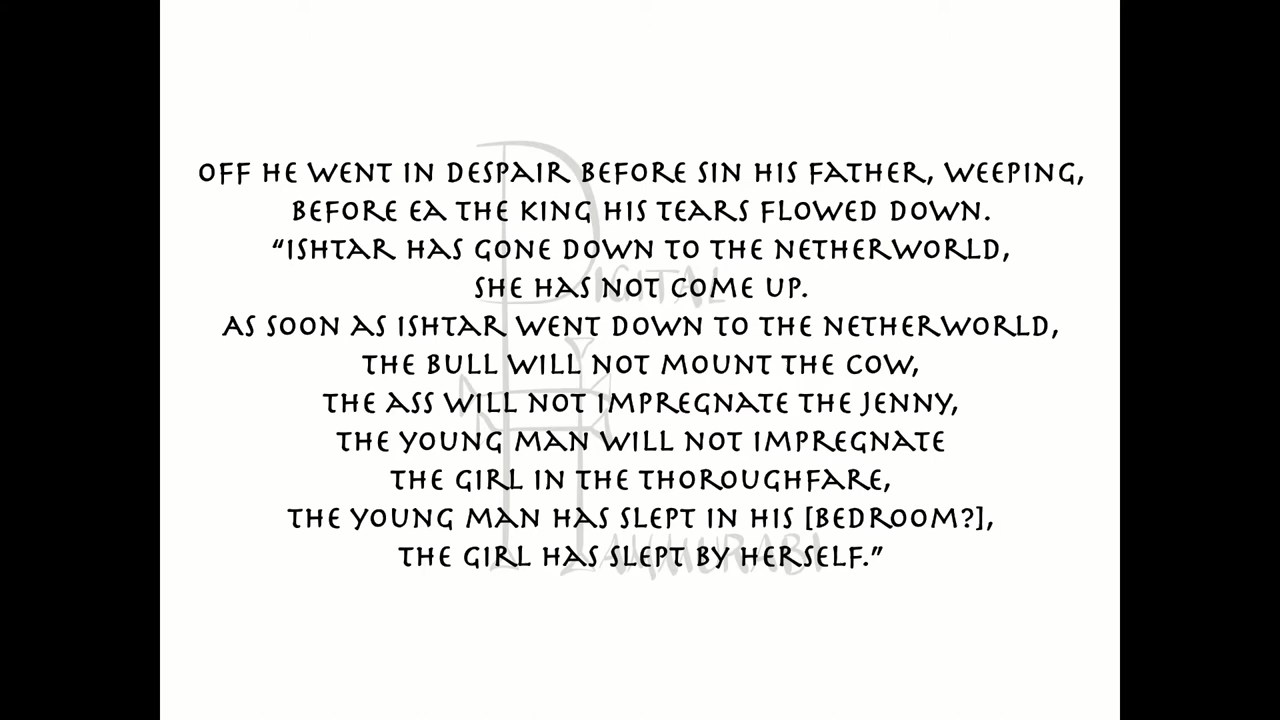 OFF HE WENT IN DESPAIR BEFORE SIN HIS FATHER, WEEPING,
BEFORE EA THE KING HIS TEARS FLOWED DOWN.
“ISHTAR HAS GONE DOWN TO THE NETHERWORLD,
SHE HAS NOT COME UP.
AS SOON AS ISHTAR WENT DOWN TO THE NETHERWORLD,
THE BULL WILL NOT MOUNT THE COW,
THE ASS WILL NOT IMPREGNATE THE JENNY,
THE YOUNG MAN WILL NOT IMPREGNATE
THE GIRL IN THE THOROUGHFARE,
THE YOUNG MAN HAS SLEPT IN HIS [BEDROOM?],
THE GIRL HAS SLEPT BY HERSELF.”
DIGITAL
HAMMURABI